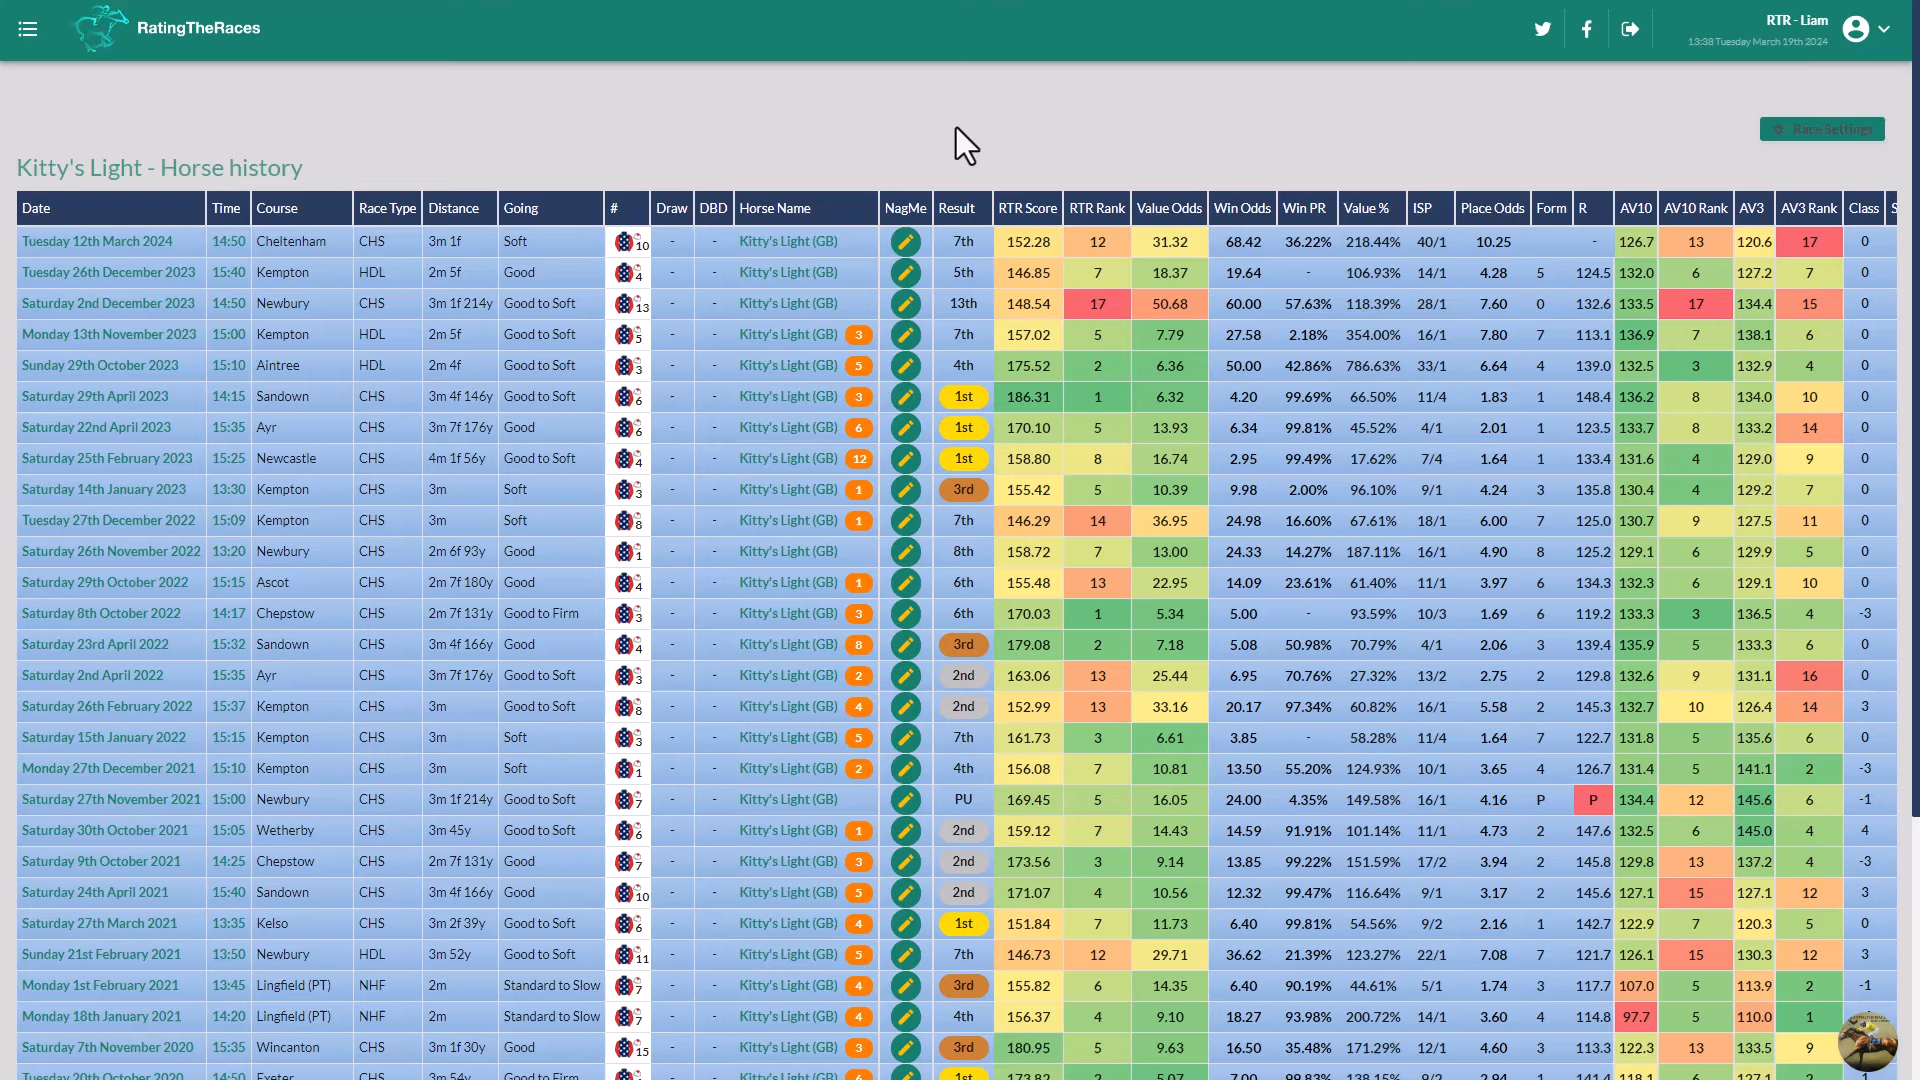 RatingTheRaces
RTR - Liam
13:38 Tuesday March 19th 2024
Race Settings
Kitty's Light - Horse history
Date Time Course Race Type Distance Going # Draw DBD Horse Name NagMe Result RTR Score RTR Rank Value Odds Win Odds Win PR Value % ISP Place Odds Form R AV10 AV10 Rank AV3 AV3 Rank Class S
Tuesday 12th March 2024 14:50 Cheltenham CHS 3m 1f Soft 10 - - Kitty's Light (GB) 7th 152.28 12 31.32 68.42 36.22% 218.44% 40/1 10.25 - 126.7 13 120.6 17 0
Tuesday 26th December 2023 15:40 Kempton HDL 2m 5f Good 4 - - Kitty's Light (GB) 5th 146.85 7 18.37 19.64 - 106.93% 14/1 4.28 5 124.5 132.0 6 127.2 7 0
Saturday 2nd December 2023 14:50 Newbury CHS 3m 1f 214y Good to Soft 13 - - Kitty's Light (GB) 13th 148.54 17 50.68 60.00 57.63% 118.39% 28/1 7.60 0 132.6 133.5 17 134.4 15 0
Monday 13th November 2023 15:00 Kempton HDL 2m 5f Good to Soft 5 - - Kitty's Light (GB) 3 7th 157.02 5 7.79 27.58 2.18% 354.00% 16/1 7.80 7 113.1 136.9 7 138.1 6 0
Sunday 29th October 2023 15:10 Aintree HDL 2m 4f Good to Soft 3 - - Kitty's Light (GB) 5 4th 175.52 2 6.36 50.00 42.86% 786.63% 33/1 6.64 4 139.0 132.5 3 132.9 4 0
Saturday 29th April 2023 14:15 Sandown CHS 3m 4f 146y Good to Soft 6 - - Kitty's Light (GB) 3 1st 186.31 1 6.32 4.20 99.69% 66.50% 11/4 1.83 1 148.4 136.2 8 134.0 10 0
Saturday 22nd April 2023 15:35 Ayr CHS 3m 7f 176y Good 6 - - Kitty's Light (GB) 6 1st 170.10 5 13.93 6.34 99.81% 45.52% 4/1 2.01 1 123.5 133.7 8 133.2 14 0
Saturday 25th February 2023 15:25 Newcastle CHS 4m 1f 56y Good to Soft 4 - - Kitty's Light (GB) 12 1st 158.80 8 16.74 2.95 99.49% 17.62% 7/4 1.64 1 133.4 131.6 4 129.0 9 0
Saturday 14th January 2023 13:30 Kempton CHS 3m Soft 3 - - Kitty's Light (GB) 1 3rd 155.42 5 10.39 9.98 2.00% 96.10% 9/1 4.24 3 135.8 130.4 4 129.2 7 0
Tuesday 27th December 2022 15:09 Kempton CHS 3m Soft 8 - - Kitty's Light (GB) 1 7th 146.29 14 36.95 24.98 16.60% 67.61% 18/1 6.00 7 125.0 130.7 9 127.5 11 0
Saturday 26th November 2022 13:20 Newbury CHS 2m 6f 93y Good 1 - - Kitty's Light (GB) 8th 158.72 7 13.00 24.33 14.27% 187.11% 16/1 4.90 8 125.2 129.1 6 129.9 5 0
Saturday 29th October 2022 15:15 Ascot CHS 2m 7f 180y Good 4 - - Kitty's Light (GB) 1 6th 155.48 13 22.95 14.09 23.61% 61.40% 11/1 3.97 6 134.3 132.3 6 129.1 10 0
Saturday 8th October 2022 14:17 Chepstow CHS 2m 7f 131y Good to Firm 3 - - Kitty's Light (GB) 3 6th 170.03 1 5.34 5.00 - 93.59% 10/3 1.69 6 119.2 133.3 3 136.5 4 -3
Saturday 23rd April 2022 15:32 Sandown CHS 3m 4f 166y Good 4 - - Kitty's Light (GB) 8 3rd 179.08 2 7.18 5.08 50.98% 70.79% 4/1 2.06 3 139.4 135.9 5 133.3 6 0
Saturday 2nd April 2022 15:35 Ayr CHS 3m 7f 176y Good 3 - - Kitty's Light (GB) 2 2nd 163.06 13 25.44 6.95 70.76% 27.32% 13/2 2.75 2 129.8 132.6 9 131.1 16 0
Saturday 26th February 2022 15:37 Kempton CHS 3m Good to Soft 8 - - Kitty's Light (GB) 4 2nd 152.99 13 33.16 20.17 97.34% 60.82% 16/1 5.58 2 145.3 132.7 10 126.4 14 3
Saturday 15th January 2022 15:15 Kempton CHS 3m Soft 3 - - Kitty's Light (GB) 5 7th 161.73 3 6.61 3.85 - 58.28% 11/4 1.64 7 122.7 131.8 5 135.6 6 0
Monday 27th December 2021 15:10 Kempton CHS 3m Soft 1 - - Kitty's Light (GB) 2 4th 156.08 7 10.81 13.50 55.20% 124.93% 10/1 3.65 4 126.7 131.4 5 141.1 2 -3
Saturday 27th November 2021 15:00 Newbury CHS 3m 1f 214y Good to Soft 7 - - Kitty's Light (GB) PU 169.45 5 16.05 24.00 4.35% 149.58% 16/1 4.16 P P 134.4 12 145.6 6 -1
Saturday 30th October 2021 15:05 Wetherby CHS 3m 45y Good to Soft 6 - - Kitty's Light (GB) 1 2nd 159.12 7 14.43 14.59 91.91% 101.14% 11/1 4.73 2 147.6 132.5 6 145.0 4 4
Saturday 9th October 2021 14:25 Chepstow CHS 2m 7f 131y Good 7 - - Kitty's Light (GB) 3 2nd 173.56 3 9.14 13.85 99.22% 151.59% 17/2 3.94 2 145.8 129.8 13 137.2 4 -3
Saturday 24th April 2021 15:40 Sandown CHS 3m 4f 166y Good 10 - - Kitty's Light (GB) 5 2nd 171.07 4 10.56 12.32 99.47% 116.64% 9/1 3.17 2 145.6 127.1 15 127.1 12 3
Saturday 27th March 2021 13:35 Kelso CHS 3m 2f 39y Good to Soft 6 - - Kitty's Light (GB) 4 1st 151.84 7 11.73 6.40 99.81% 54.56% 9/2 2.16 1 142.7 122.9 7 120.3 5 0
Sunday 21st February 2021 13:50 Newbury HDL 3m 52y Good to Soft 11 - - Kitty's Light (GB) 5 7th 146.73 12 29.71 36.62 21.39% 123.27% 22/1 7.08 7 121.7 126.1 15 130.3 12 3
Monday 1st February 2021 13:45 Lingfield (PT) NHF 2m Standard to Slow 7 - - Kitty's Light (GB) 4 3rd 155.82 6 14.35 6.40 90.19% 44.61% 5/1 1.74 3 117.7 107.0 5 113.9 2 -1
Monday 18th January 2021 14:20 Lingfield (PT) NHF 2m Standard to Slow 7 - - Kitty's Light (GB) 4 4th 156.37 4 9.10 18.27 93.98% 200.72% 14/1 3.60 4 114.8 97.7 5 110.0 1
Saturday 7th November 2020 15:35 Wincanton CHS 3m 1f 30y Good 15 - - Kitty's Light (GB) 3 3rd 180.95 5 9.63 16.50 35.48% 171.29% 12/1 4.60 3 113.3 122.3 13 133.5 9
Tuesday 20th October 2020 14:50 Exeter CHS 3m 54y Good to Firm - - Kitty's Light (GB) 6 1st 173.82 2 5.07 7.00 99.83% 138.15% 9/2 2.94 1 141.4 118.1 6 127.1 2 1